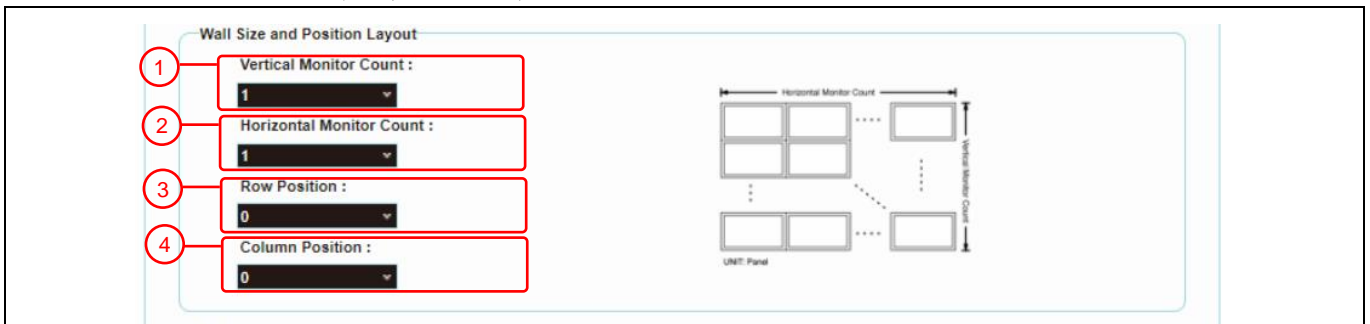 Wall Size and Position Layout
1
Vertical Monitor Count :
1
2
Horizontal Monitor Count :
1
3
Row Position :
0
4
Column Position :
0
Horizontal Monitor Count
Vertical Monitor Count
UNIT: Panel